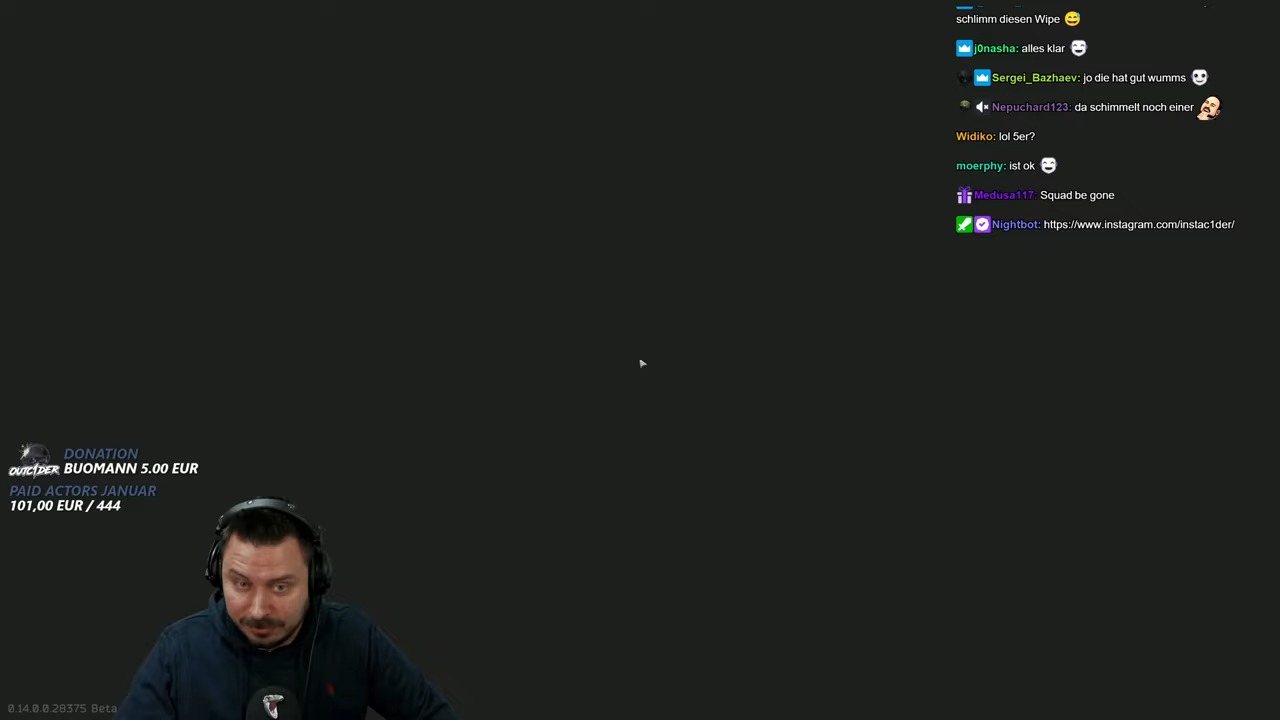 schlimm diesen Wipe
j0nasha: alles klar
Sergei_Bazhaev: jo die hat gut wumms
Nepuchard123: da schimmelt noch einer
Widiko: lol 5er?
moerphy: ist ok
Medusa117: Squad be gone
Nightbot: https://www.instagram.com/instac1der/
DONATION
OUTC1DER BUOMANN 5.00 EUR
PAID ACTORS JANUAR
101,00 EUR / 444
0.14.0.0.28375 Beta